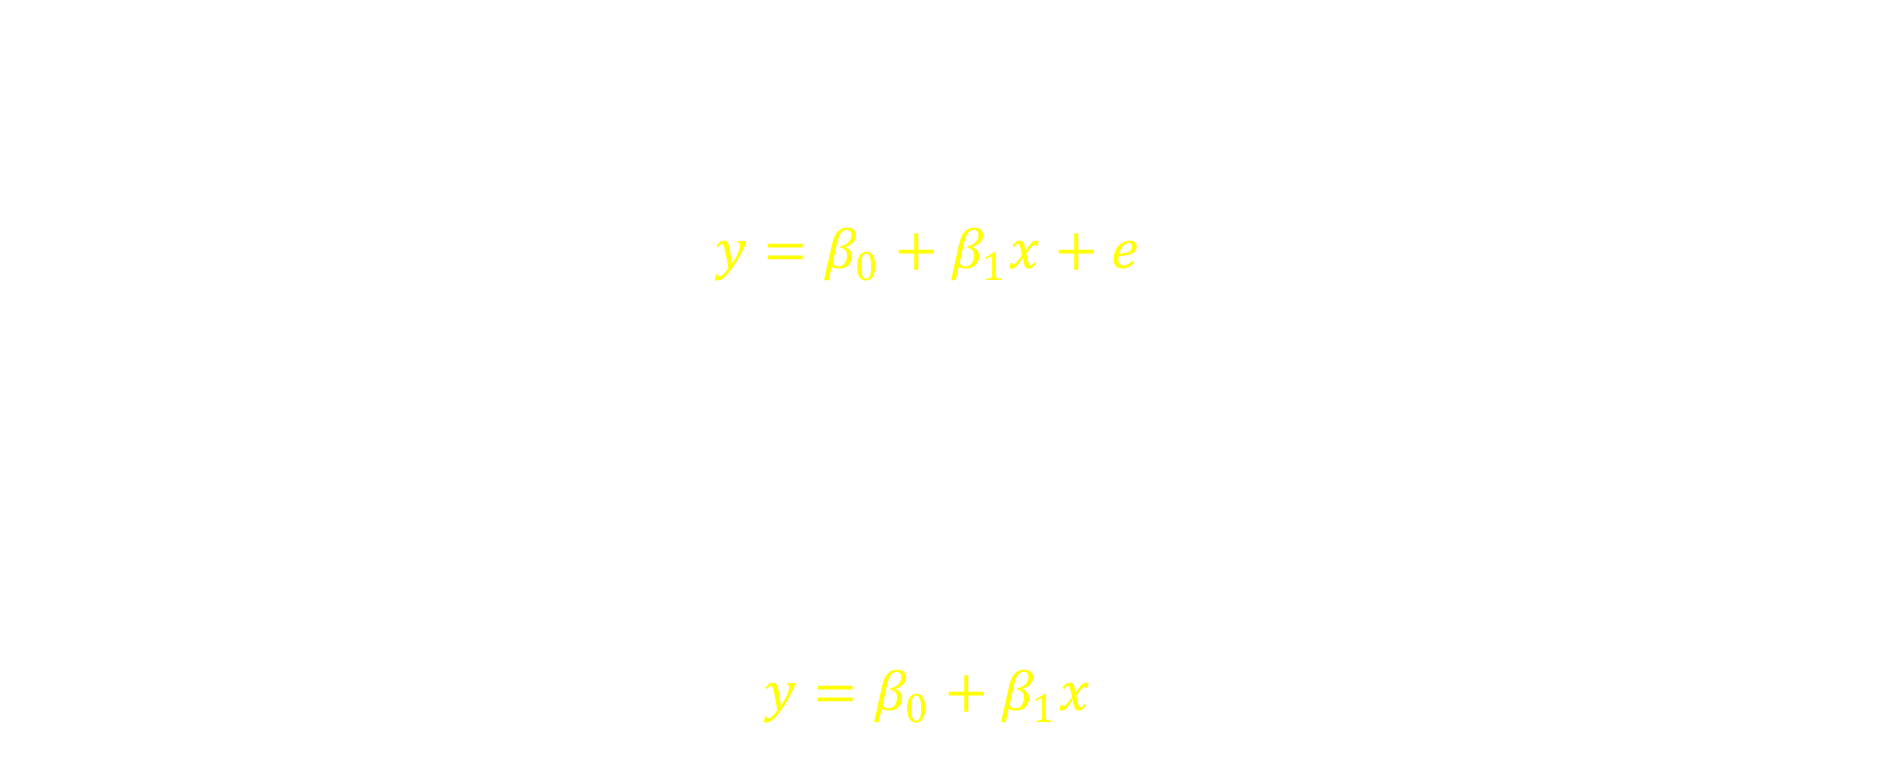 𝑦 = 𝛽₀ + 𝛽₁𝑥 + 𝑒
𝑦 = 𝛽₀ + 𝛽₁𝑥